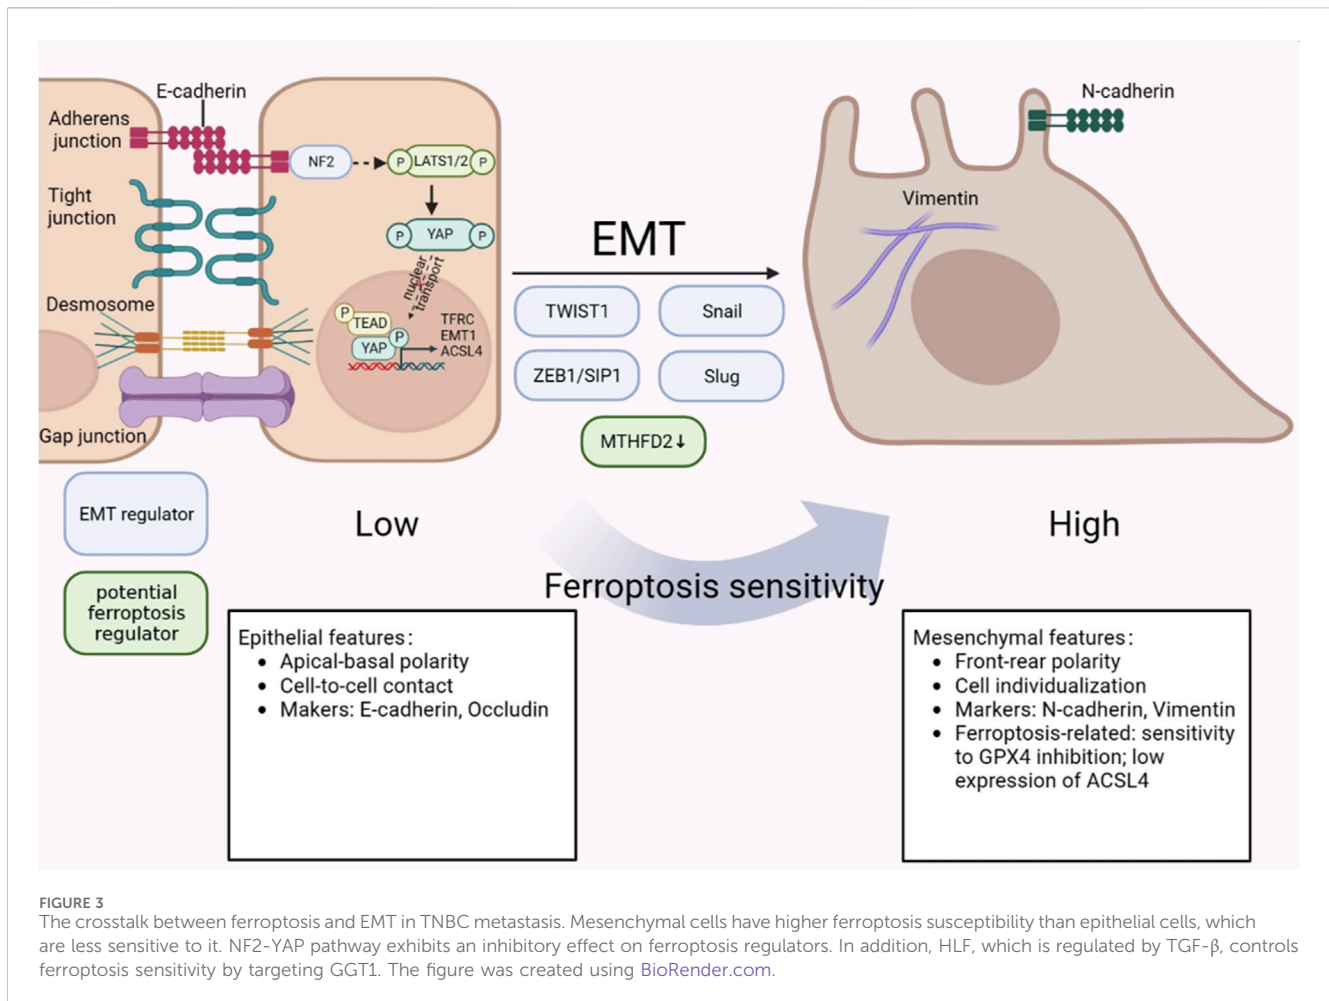 E-cadherin
Adherens
junction
NF2
P
LATS1/2
P
Tight
junction
P
YAP
P
nuclear
transport
Desmosome
P
TEAD
P
YAP
TFRC
EMT1
ACSL4
Gap junction
EMT
TWIST1
Snail
ZEB1/SIP1
Slug
MTHFD2↓
N-cadherin
Vimentin
EMT regulator
potential
ferroptosis
regulator
Low
High
Ferroptosis sensitivity
Epithelial features:
• Apical-basal polarity
• Cell-to-cell contact
• Makers: E-cadherin, Occludin
Mesenchymal features:
• Front-rear polarity
• Cell individualization
• Markers: N-cadherin, Vimentin
• Ferroptosis-related: sensitivity
to GPX4 inhibition; low
expression of ACSL4
FIGURE 3
The crosstalk between ferroptosis and EMT in TNBC metastasis. Mesenchymal cells have higher ferroptosis susceptibility than epithelial cells, which
are less sensitive to it. NF2-YAP pathway exhibits an inhibitory effect on ferroptosis regulators. In addition, HLF, which is regulated by TGF-β, controls
ferroptosis sensitivity by targeting GGT1. The figure was created using BioRender.com.